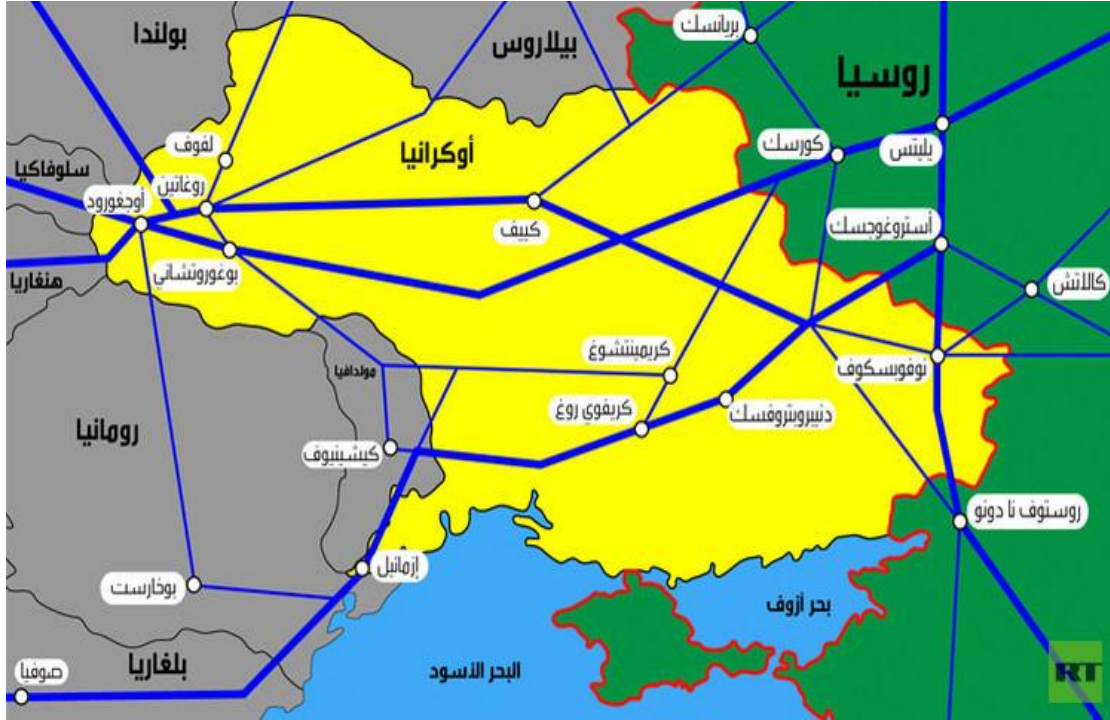 بولندا
بيلاروس
بريانسك
روسيا
أوكرانيا
كورسك
يليتس
لفوف
سلوفاكيا
روغاتين
أوجغورود
كييف
أستروغوجسك
هنغاريا
بوغوروتشاني
كالاتش
كريمينتشوغ
نوفوبسكوف
مولدافيا
كريفوي روغ
دنيبروبتروفسك
رومانيا
كيشينيوف
روستوف نا دونو
إزمائيل
بوخارست
بحر أزوف
بلغاريا
البحر الأسود
صوفيا
RT